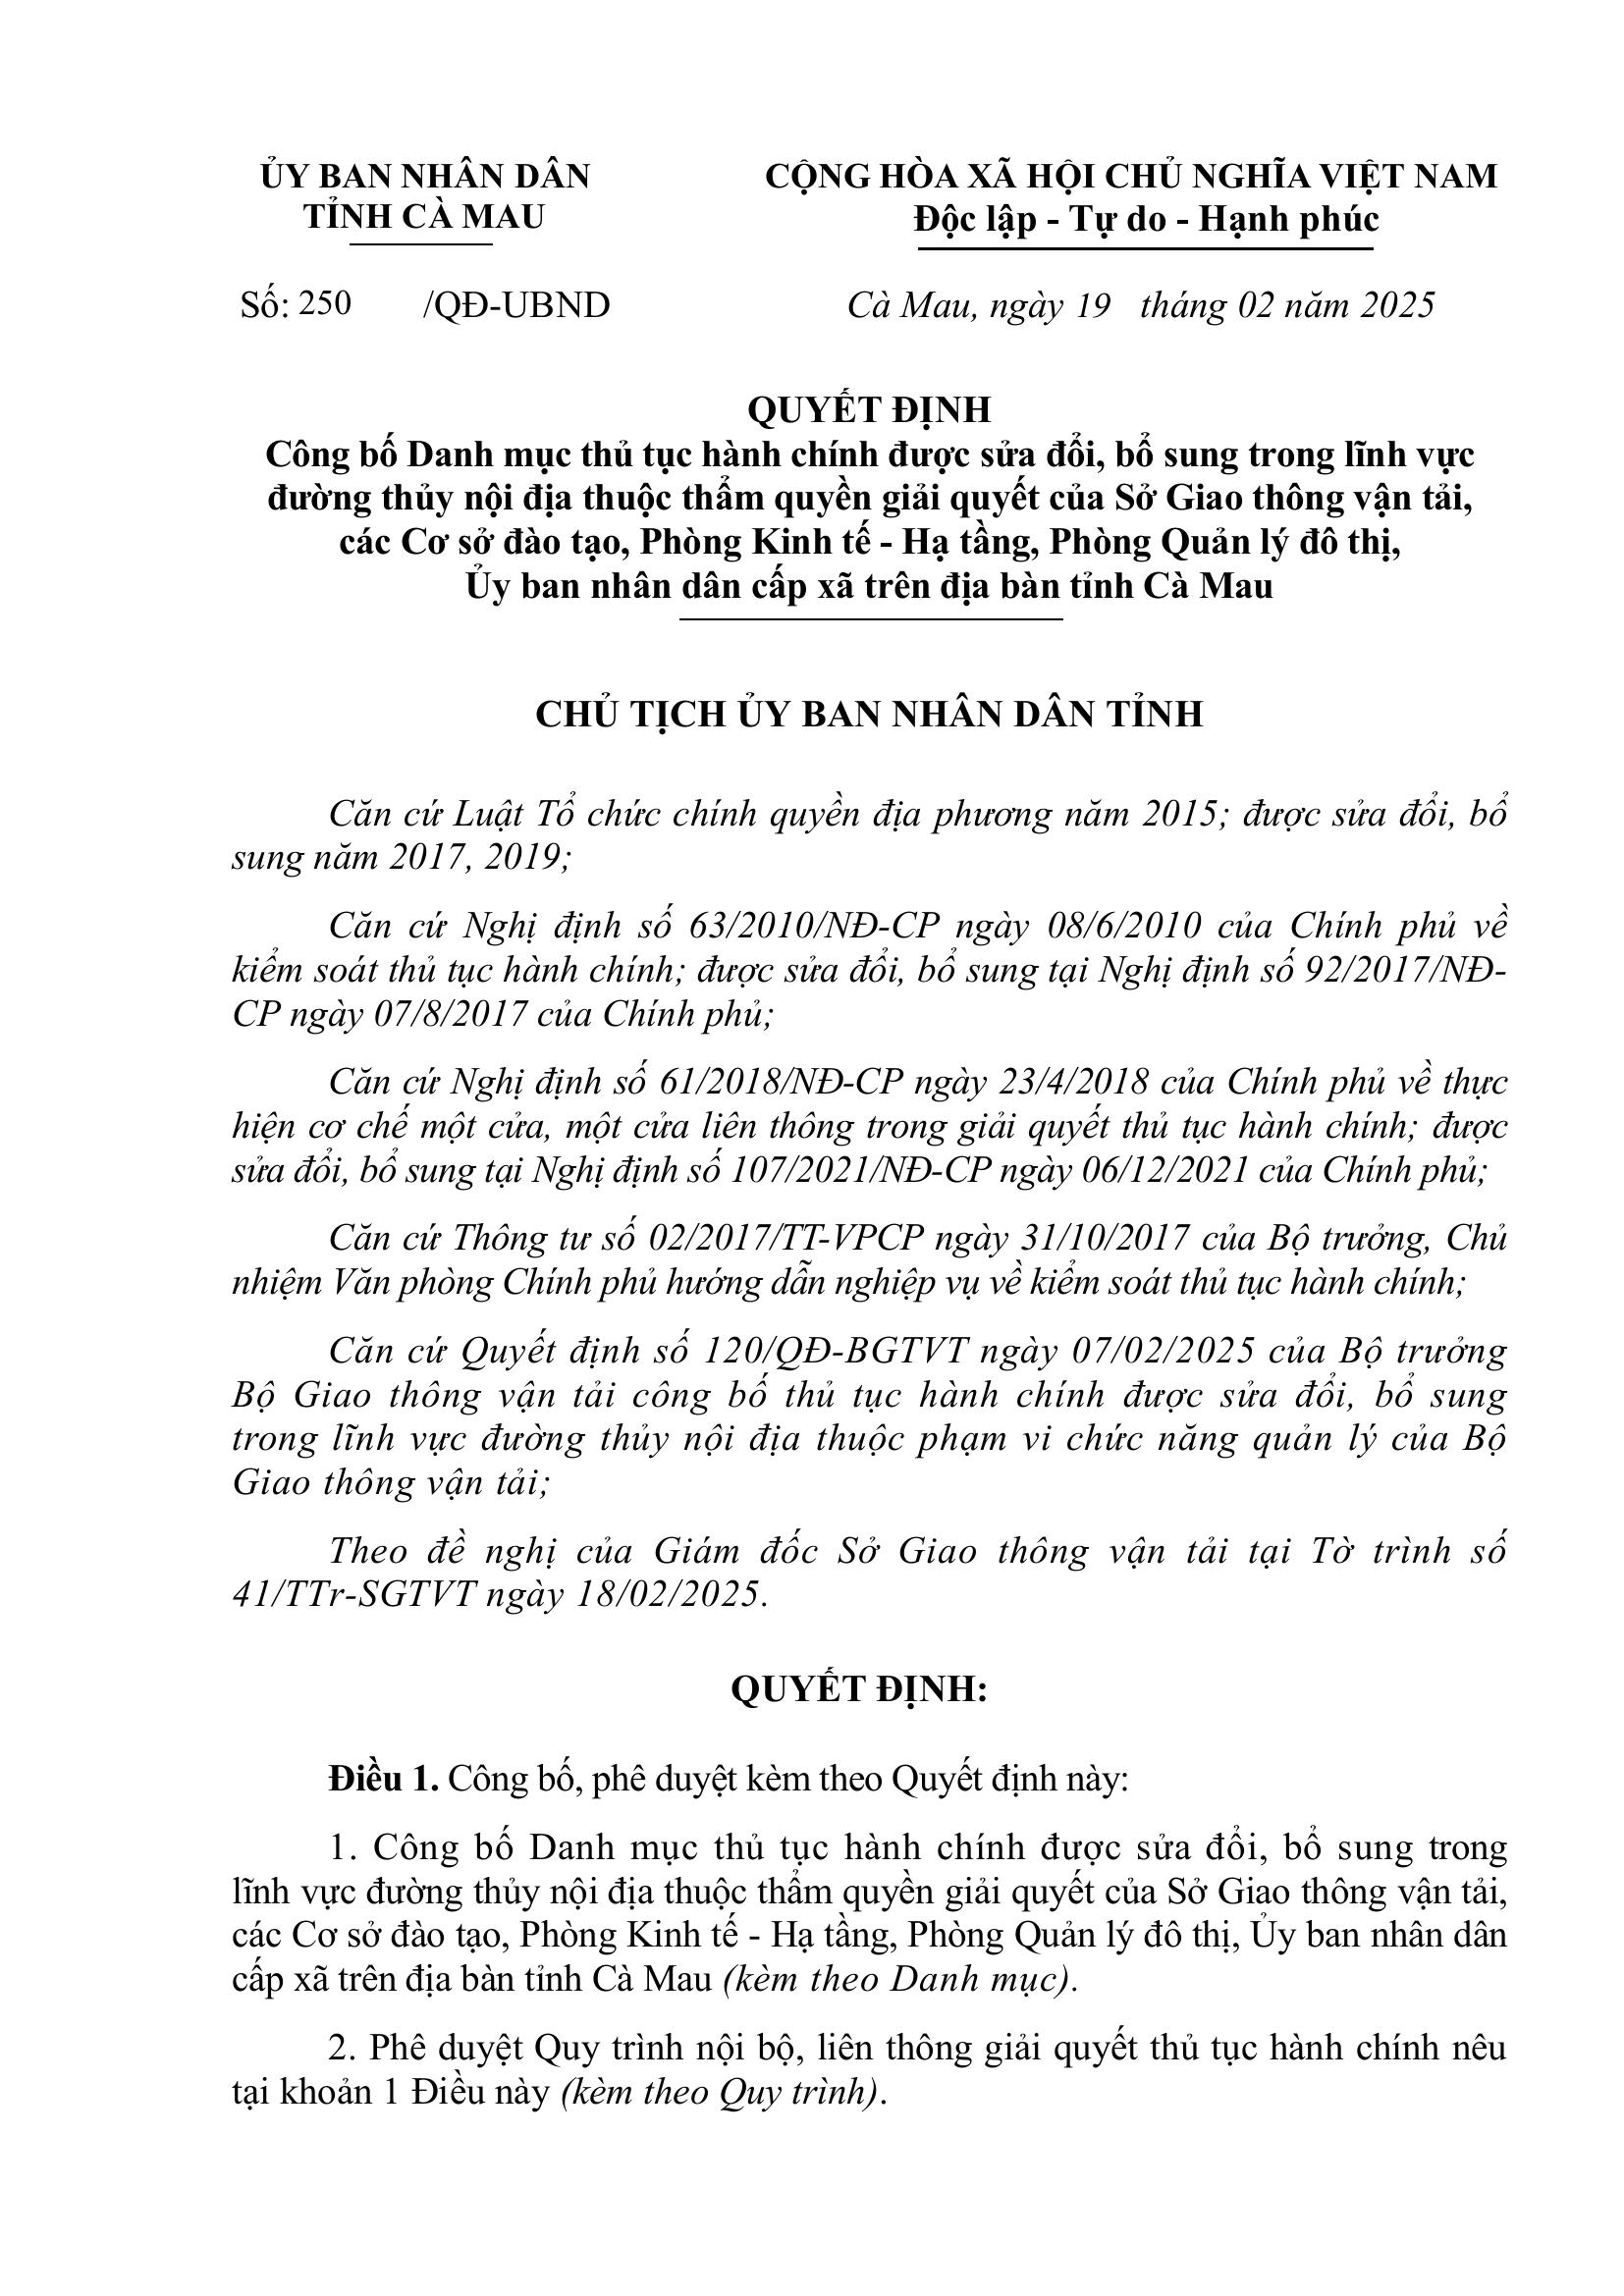 ỦY BAN NHÂN DÂN
TỈNH CÀ MAU
CỘNG HÒA XÃ HỘI CHỦ NGHĨA VIỆT NAM
Độc lập - Tự do - Hạnh phúc
Số: 250 /QĐ-UBND
Cà Mau, ngày 19 tháng 02 năm 2025
QUYẾT ĐỊNH
Công bố Danh mục thủ tục hành chính được sửa đổi, bổ sung trong lĩnh vực
đường thủy nội địa thuộc thẩm quyền giải quyết của Sở Giao thông vận tải,
các Cơ sở đào tạo, Phòng Kinh tế - Hạ tầng, Phòng Quản lý đô thị,
Ủy ban nhân dân cấp xã trên địa bàn tỉnh Cà Mau
CHỦ TỊCH ỦY BAN NHÂN DÂN TỈNH
Căn cứ Luật Tổ chức chính quyền địa phương năm 2015; được sửa đổi, bổ
sung năm 2017, 2019;
Căn cứ Nghị định số 63/2010/NĐ-CP ngày 08/6/2010 của Chính phủ về
kiểm soát thủ tục hành chính; được sửa đổi, bổ sung tại Nghị định số 92/2017/NĐ-
CP ngày 07/8/2017 của Chính phủ;
Căn cứ Nghị định số 61/2018/NĐ-CP ngày 23/4/2018 của Chính phủ về thực
hiện cơ chế một cửa, một cửa liên thông trong giải quyết thủ tục hành chính; được
sửa đổi, bổ sung tại Nghị định số 107/2021/NĐ-CP ngày 06/12/2021 của Chính phủ;
Căn cứ Thông tư số 02/2017/TT-VPCP ngày 31/10/2017 của Bộ trưởng, Chủ
nhiệm Văn phòng Chính phủ hướng dẫn nghiệp vụ về kiểm soát thủ tục hành chính;
Căn cứ Quyết định số 120/QĐ-BGTVT ngày 07/02/2025 của Bộ trưởng
Bộ Giao thông vận tải công bố thủ tục hành chính được sửa đổi, bổ sung
trong lĩnh vực đường thủy nội địa thuộc phạm vi chức năng quản lý của Bộ
Giao thông vận tải;
Theo đề nghị của Giám đốc Sở Giao thông vận tải tại Tờ trình số
41/TTr-SGTVT ngày 18/02/2025.
QUYẾT ĐỊNH:
Điều 1. Công bố, phê duyệt kèm theo Quyết định này:
1. Công bố Danh mục thủ tục hành chính được sửa đổi, bổ sung trong
lĩnh vực đường thủy nội địa thuộc thẩm quyền giải quyết của Sở Giao thông vận tải,
các Cơ sở đào tạo, Phòng Kinh tế - Hạ tầng, Phòng Quản lý đô thị, Ủy ban nhân dân
cấp xã trên địa bàn tỉnh Cà Mau (kèm theo Danh mục).
2. Phê duyệt Quy trình nội bộ, liên thông giải quyết thủ tục hành chính nêu
tại khoản 1 Điều này (kèm theo Quy trình).